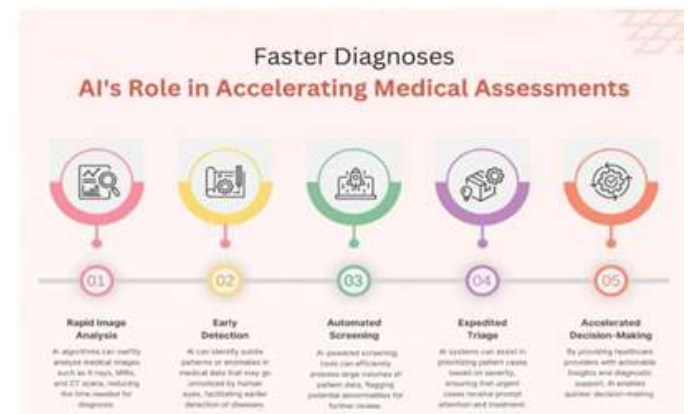 Faster Diagnoses
AI's Role in Accelerating Medical Assessments
01
02
03
04
05
Rapid Image
Analysis
AI algorithms can swiftly
analyze medical images
such as X-rays, MRIs,
and CT scans, reducing
the time needed for
diagnosis.
Early
Detection
AI can identify subtle
patterns or anomalies in
medical data that may go
unnoticed by human
eyes, facilitating earlier
detection of diseases.
Automated
Screening
AI-powered screening
tools can efficiently
process large volumes of
patient data, flagging
potential abnormalities for
further review.
Expedited
Triage
AI systems can assist in
prioritizing patient cases
based on severity,
ensuring that urgent
cases receive prompt
attention and treatment.
Accelerated
Decision-Making
By providing healthcare
providers with actionable
insights and diagnostic
support, AI enables
quicker decision-making